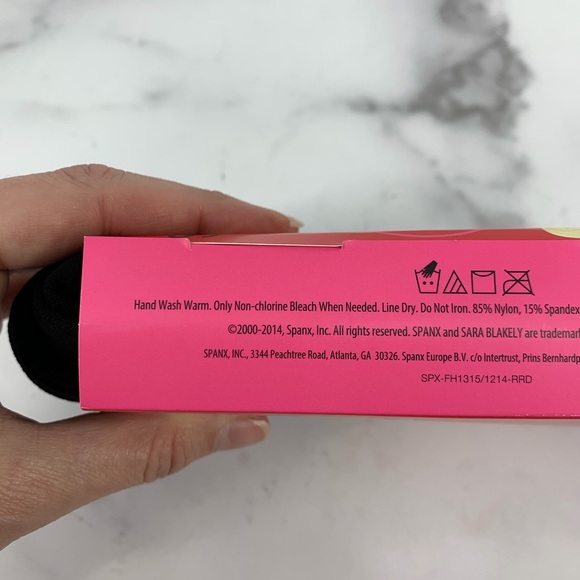 Hand Wash Warm. Only Non-chlorine Bleach When Needed. Line Dry. Do Not Iron. 85% Nylon, 15% Spandex
©2000-2014, Spanx, Inc. All rights reserved. SPANX and SARA BLAKELY are
SPANX, INC., 3344 Peachtree Road, Atlanta, GA 30326. Spanx Europe B.V. c/o Intertrust, Prins
SPX-FH1315/1214-RRD